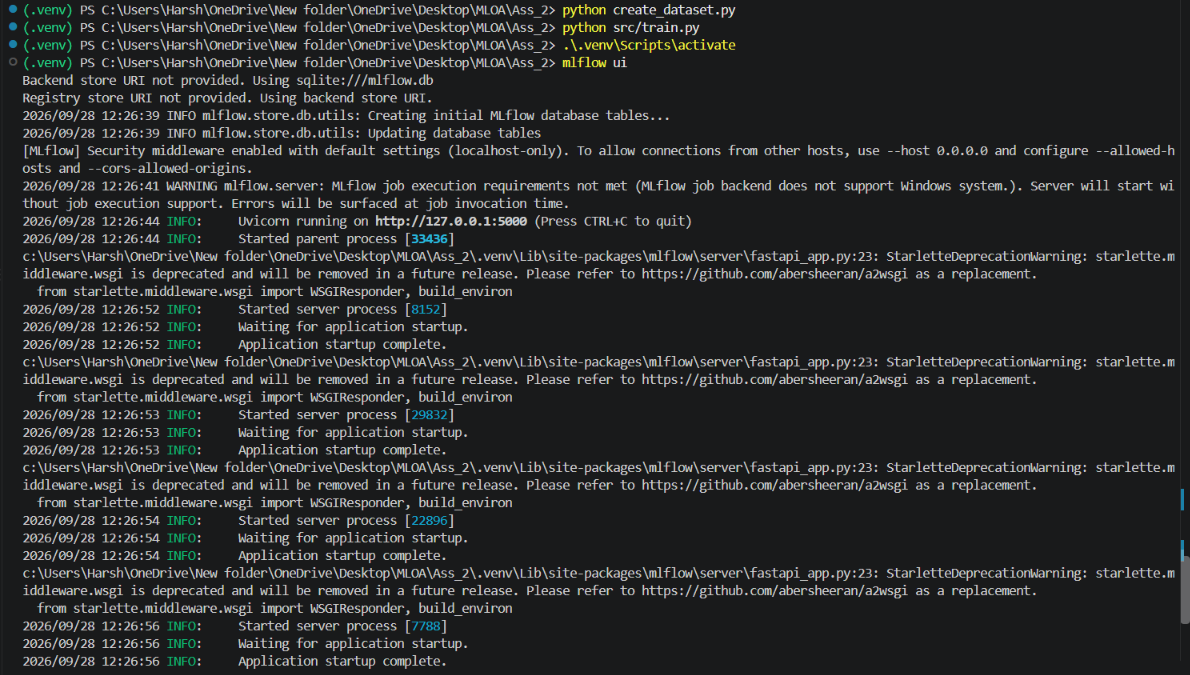 (.venv) PS C:\Users\Harsh\OneDrive\New folder\OneDrive\Desktop\MLOA\Ass_2> python create_dataset.py
(.venv) PS C:\Users\Harsh\OneDrive\New folder\OneDrive\Desktop\MLOA\Ass_2> python src/train.py
(.venv) PS C:\Users\Harsh\OneDrive\New folder\OneDrive\Desktop\MLOA\Ass_2> .\.venv\Scripts\activate
(.venv) PS C:\Users\Harsh\OneDrive\New folder\OneDrive\Desktop\MLOA\Ass_2> mlflow ui
Backend store URI not provided. Using sqlite:///mlflow.db
Registry store URI not provided. Using backend store URI.
2026/09/28 12:26:39 INFO mlflow.store.db.utils: Creating initial MLflow database tables...
2026/09/28 12:26:39 INFO mlflow.store.db.utils: Updating database tables
[MLflow] Security middleware enabled with default settings (localhost-only). To allow connections from other hosts, use --host 0.0.0.0 and configure --allowed-h
osts and --cors-allowed-origins.
2026/09/28 12:26:41 WARNING mlflow.server: MLflow job execution requirements not met (MLflow job backend does not support Windows system.). Server will start wi
thout job execution support. Errors will be surfaced at job invocation time.
2026/09/28 12:26:44 INFO:     Uvicorn running on http://127.0.0.1:5000 (Press CTRL+C to quit)
2026/09/28 12:26:44 INFO:     Started parent process [33436]
c:\Users\Harsh\OneDrive\New folder\OneDrive\Desktop\MLOA\Ass_2\.venv\Lib\site-packages\mlflow\server\fastapi_app.py:23: StarletteDeprecationWarning: starlette.m
iddleware.wsgi is deprecated and will be removed in a future release. Please refer to https://github.com/abersheeran/a2wsgi as a replacement.
  from starlette.middleware.wsgi import WSGIResponder, build_environ
2026/09/28 12:26:52 INFO:     Started server process [8152]
2026/09/28 12:26:52 INFO:     Waiting for application startup.
2026/09/28 12:26:52 INFO:     Application startup complete.
c:\Users\Harsh\OneDrive\New folder\OneDrive\Desktop\MLOA\Ass_2\.venv\Lib\site-packages\mlflow\server\fastapi_app.py:23: StarletteDeprecationWarning: starlette.m
iddleware.wsgi is deprecated and will be removed in a future release. Please refer to https://github.com/abersheeran/a2wsgi as a replacement.
  from starlette.middleware.wsgi import WSGIResponder, build_environ
2026/09/28 12:26:53 INFO:     Started server process [29832]
2026/09/28 12:26:53 INFO:     Waiting for application startup.
2026/09/28 12:26:53 INFO:     Application startup complete.
c:\Users\Harsh\OneDrive\New folder\OneDrive\Desktop\MLOA\Ass_2\.venv\Lib\site-packages\mlflow\server\fastapi_app.py:23: StarletteDeprecationWarning: starlette.m
iddleware.wsgi is deprecated and will be removed in a future release. Please refer to https://github.com/abersheeran/a2wsgi as a replacement.
  from starlette.middleware.wsgi import WSGIResponder, build_environ
2026/09/28 12:26:54 INFO:     Started server process [22896]
2026/09/28 12:26:54 INFO:     Waiting for application startup.
2026/09/28 12:26:54 INFO:     Application startup complete.
c:\Users\Harsh\OneDrive\New folder\OneDrive\Desktop\MLOA\Ass_2\.venv\Lib\site-packages\mlflow\server\fastapi_app.py:23: StarletteDeprecationWarning: starlette.m
iddleware.wsgi is deprecated and will be removed in a future release. Please refer to https://github.com/abersheeran/a2wsgi as a replacement.
  from starlette.middleware.wsgi import WSGIResponder, build_environ
2026/09/28 12:26:56 INFO:     Started server process [7788]
2026/09/28 12:26:56 INFO:     Waiting for application startup.
2026/09/28 12:26:56 INFO:     Application startup complete.